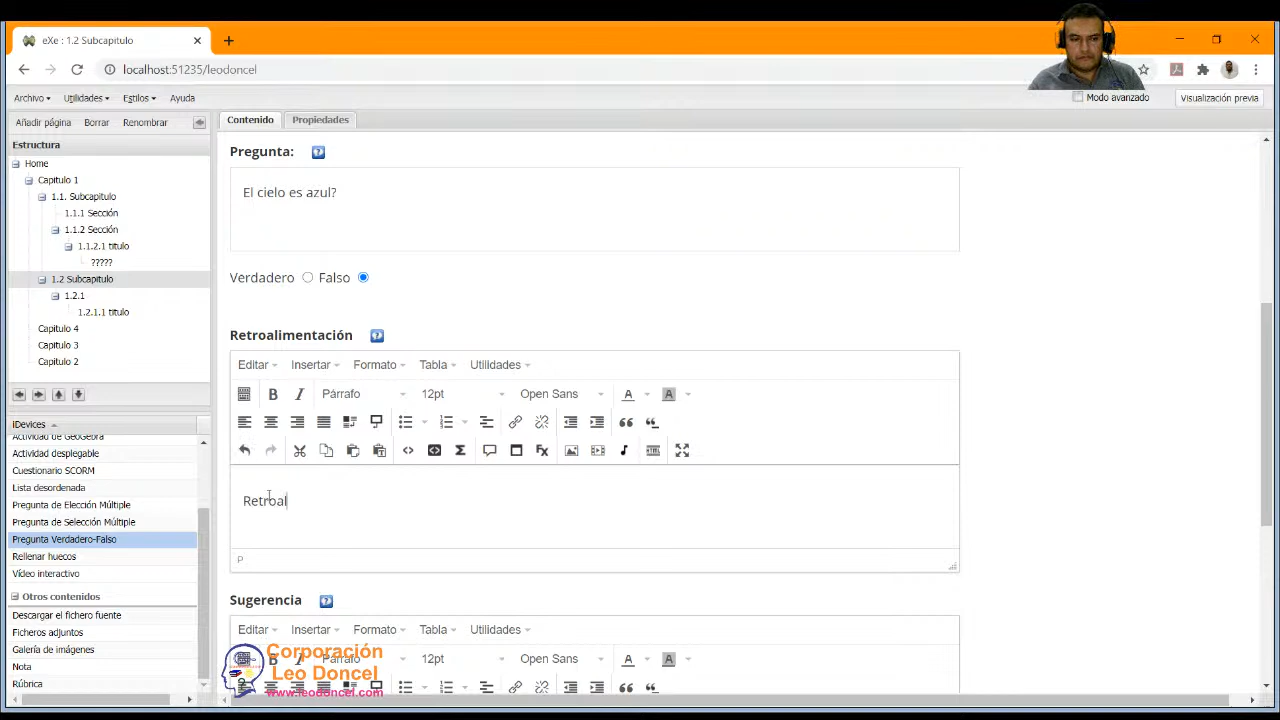 eXe : 1.2 Subcapitulo
localhost:51235/leodoncel
Archivo Utilidades Estilos Ayuda
Modo avanzado
Visualización previa
Añadir página Borrar Renombrar
Contenido Propiedades
Estructura
Home
Capitulo 1
1.1. Subcapitulo
1.1.1 Sección
1.1.2 Sección
1.1.2.1 titulo
?????
1.2 Subcapitulo
1.2.1
1.2.1.1 titulo
Capitulo 4
Capitulo 3
Capitulo 2
iDevices
Actividad de GeoGebra
Actividad desplegable
Cuestionario SCORM
Lista desordenada
Pregunta de Elección Múltiple
Pregunta de Selección Múltiple
Pregunta Verdadero-Falso
Rellenar huecos
Vídeo interactivo
Otros contenidos
Descargar el fichero fuente
Ficheros adjuntos
Galería de imágenes
Nota
Rúbrica
Pregunta:
El cielo es azul?
Verdadero Falso
Retroalimentación
Editar Insertar Formato Tabla Utilidades
B I Párrafo 12pt Open Sans A A
Retroal
P
Sugerencia
Editar Insertar Formato Tabla Utilidades
B I Párrafo 12pt Open Sans A A
Corporación
Leo Doncel
www.leodoncel.com